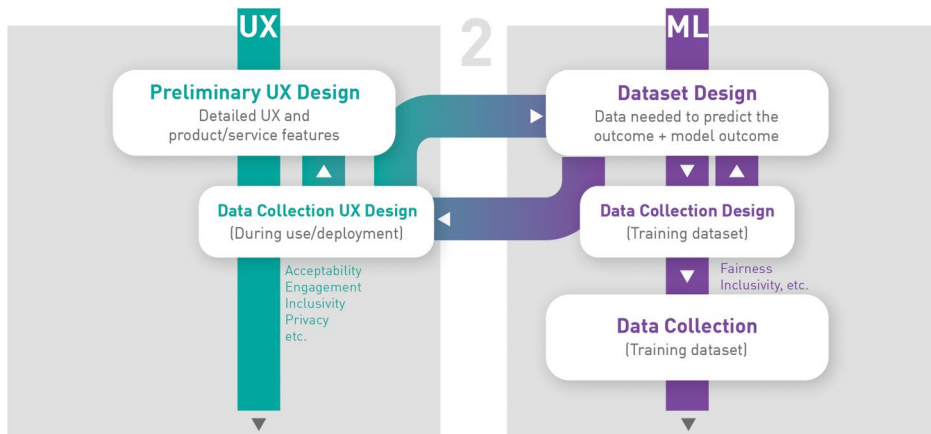 UX
2
ML
Preliminary UX Design
Detailed UX and
product/service features
Dataset Design
Data needed to predict the
outcome + model outcome
Data Collection UX Design
(During use/deployment)
Data Collection Design
(Training dataset)
Acceptability
Engagement
Inclusivity
Privacy
etc.
Fairness
Inclusivity, etc.
Data Collection
(Training dataset)